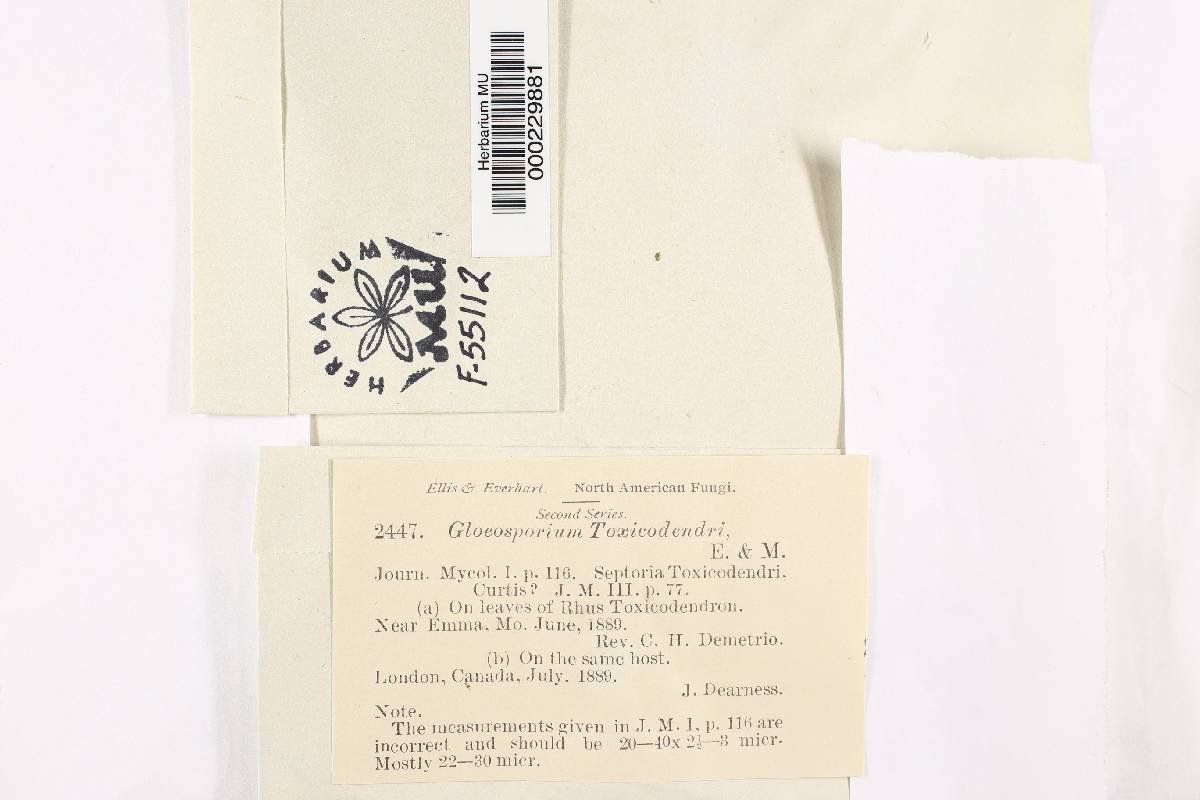 Herbarium MU
000229881
HERBARIUM
MU
F-55112
Ellis & Everhart. North American Fungi.
Second Series.
2447. Gloeosporium Toxicodendri,
E. & M.
Journ. Mycol. I. p. 116. Septoria Toxicodendri.
Curtis? J. M. III. p. 77.
(a) On leaves of Rhus Toxicodendron.
Near Emma. Mo. June, 1889.
Rev. C. H. Demetrio.
(b) On the same host.
London, Canada, July. 1889.
J. Dearness.
Note.
The measurements given in J. M. I. p. 116 are
incorrect and should be 20—40x 2½—3 micr.
Mostly 22—30 micr.